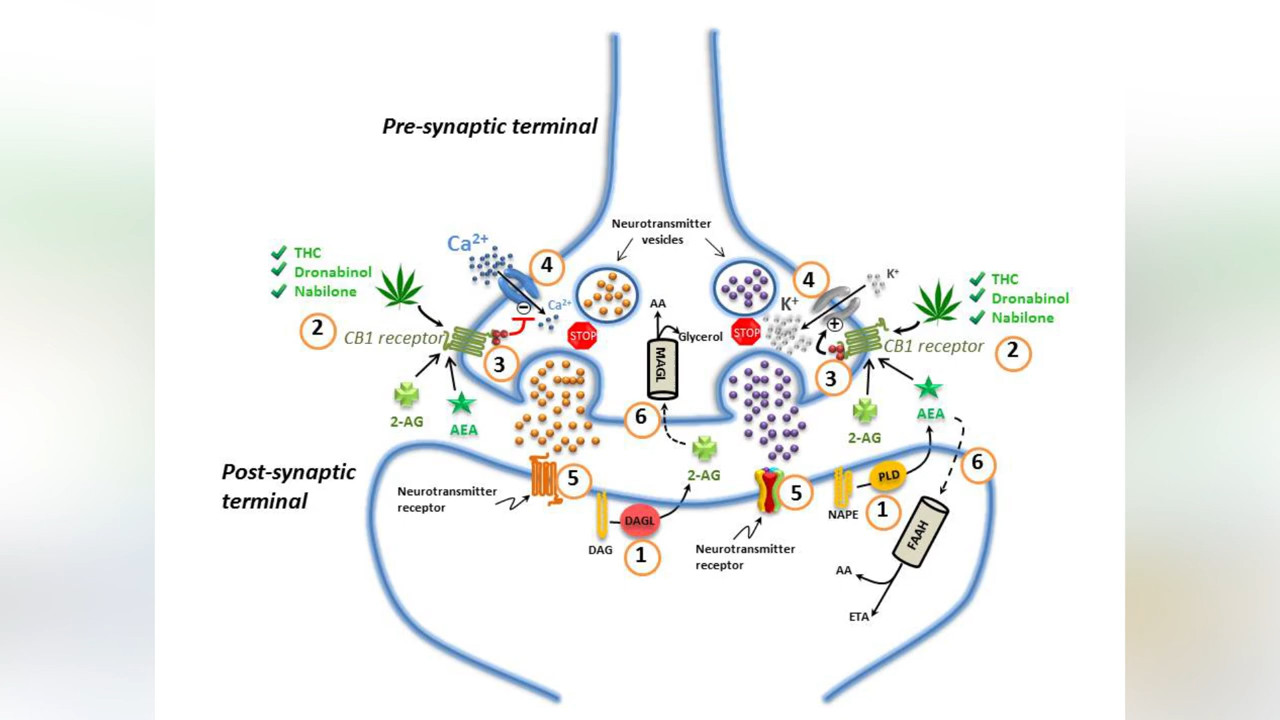 Pre-synaptic terminal
Neurotransmitter
vesicles
Ca²⁺
4
4
K⁺
THC
Dronabinol
Nabilone
THC
Dronabinol
Nabilone
Ca²⁺
K⁺
AA
Glycerol
−
+
STOP
STOP
2
CB1 receptor
CB1 receptor
2
3
MAGL
3
2-AG
AEA
6
2-AG
AEA
Post-synaptic
terminal
2-AG
6
Neurotransmitter
receptor
5
5
PLD
NAPE
1
DAGL
DAG
1
FAAH
Neurotransmitter
receptor
AA
ETA